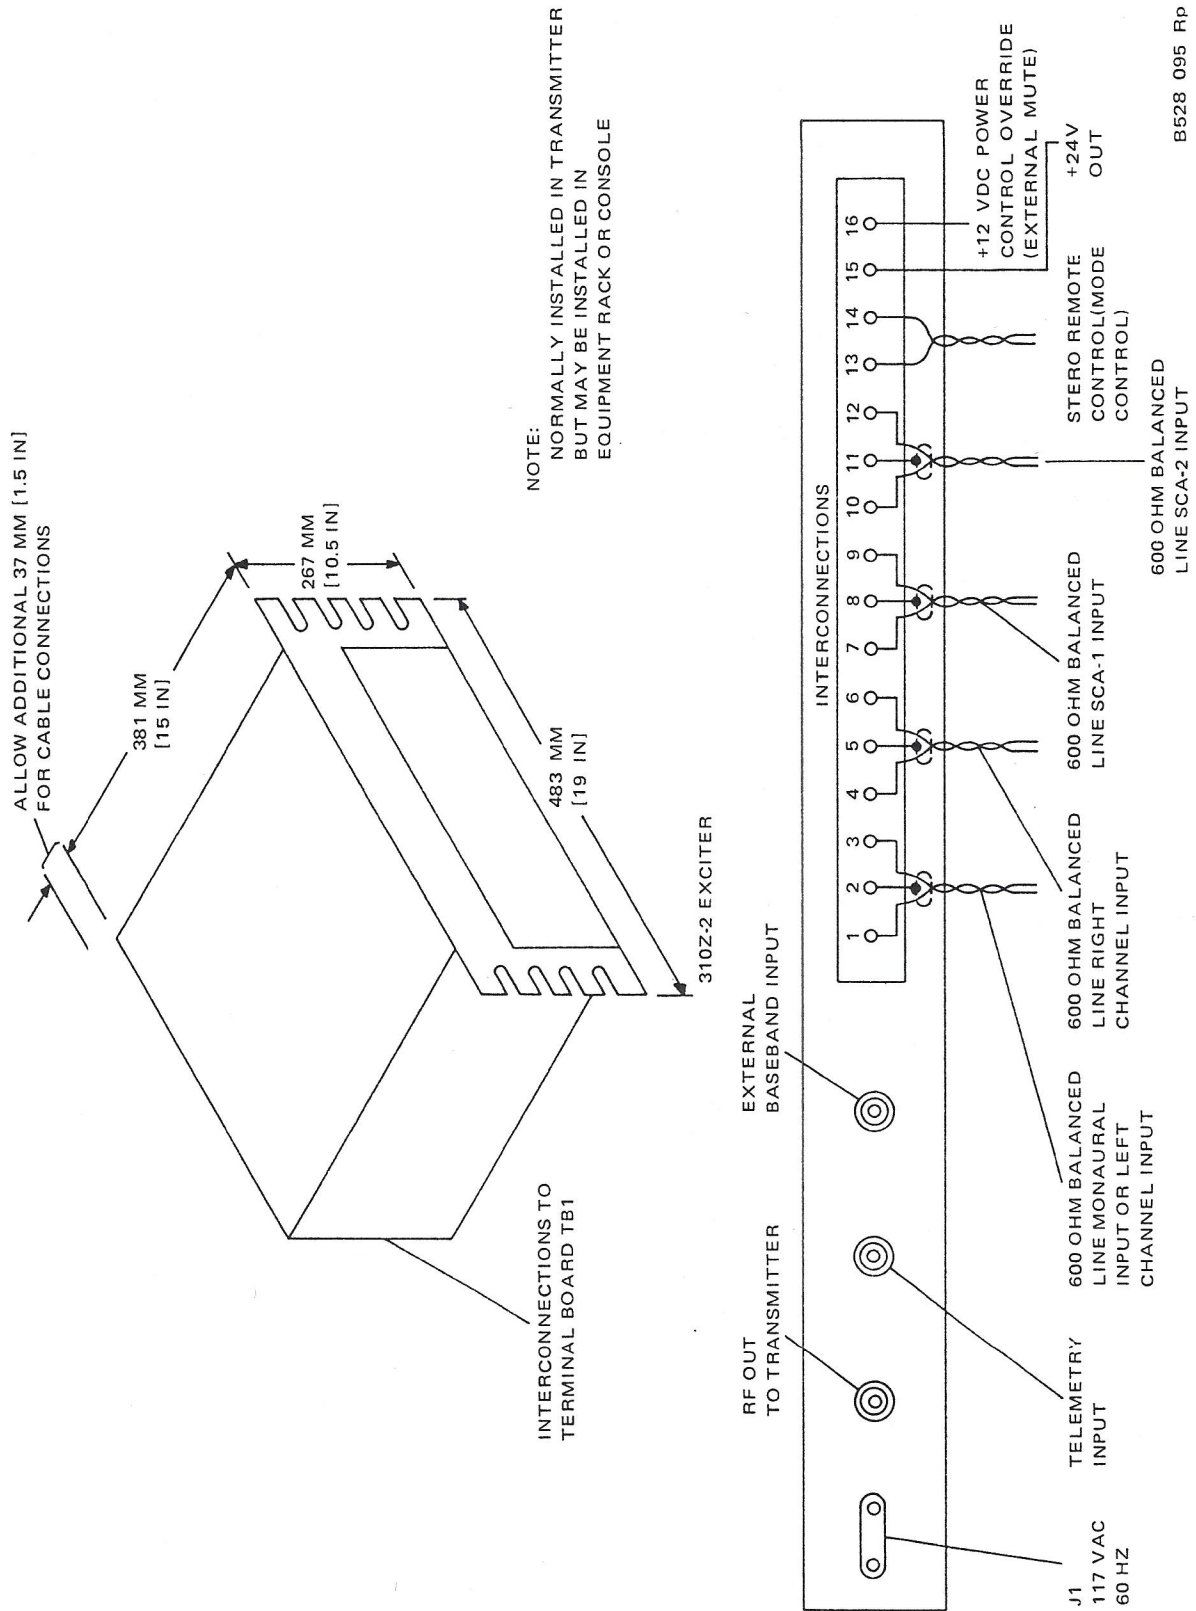 ALLOW ADDITIONAL 37 MM [1.5 IN]
FOR CABLE CONNECTIONS
381 MM
[15 IN]
267 MM
[10.5 IN]
483 MM
[19 IN]
310Z-2 EXCITER
INTERCONNECTIONS TO
TERMINAL BOARD TB1
NOTE:
NORMALLY INSTALLED IN TRANSMITTER
BUT MAY BE INSTALLED IN
EQUIPMENT RACK OR CONSOLE
RF OUT
TO TRANSMITTER
EXTERNAL
BASEBAND INPUT
INTERCONNECTIONS
1 2 3 4 5 6 7 8 9 10 11 12 13 14 15 16
J1
117 VAC
60 HZ
TELEMETRY
INPUT
600 OHM BALANCED
LINE MONAURAL
INPUT OR LEFT
CHANNEL INPUT
600 OHM BALANCED
LINE RIGHT
CHANNEL INPUT
600 OHM BALANCED
LINE SCA-1 INPUT
600 OHM BALANCED
LINE SCA-2 INPUT
STERO REMOTE
CONTROL(MODE
CONTROL)
+12 VDC POWER
CONTROL OVERRIDE
(EXTERNAL MUTE)
+24V
OUT
B528 095 Rp